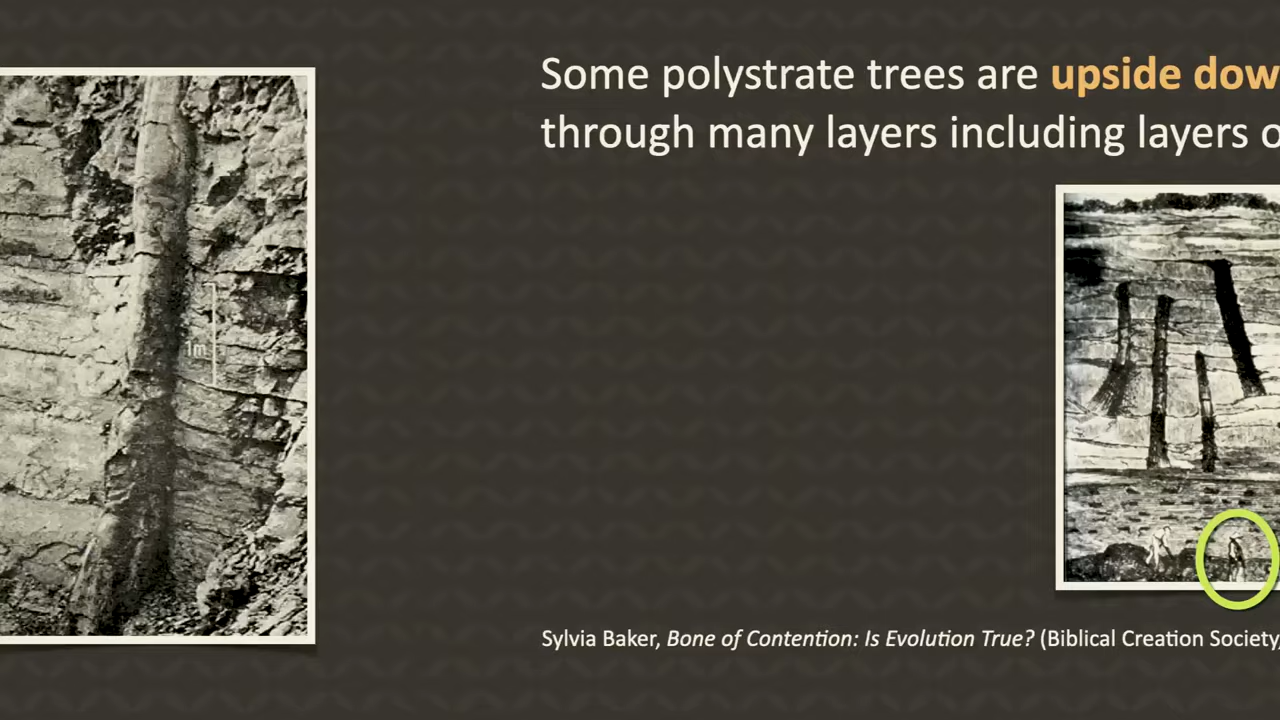 Some polystrate trees are upside dow
through many layers including layers o
1m
Sylvia Baker, Bone of Contention: Is Evolution True? (Biblical Creation Society,